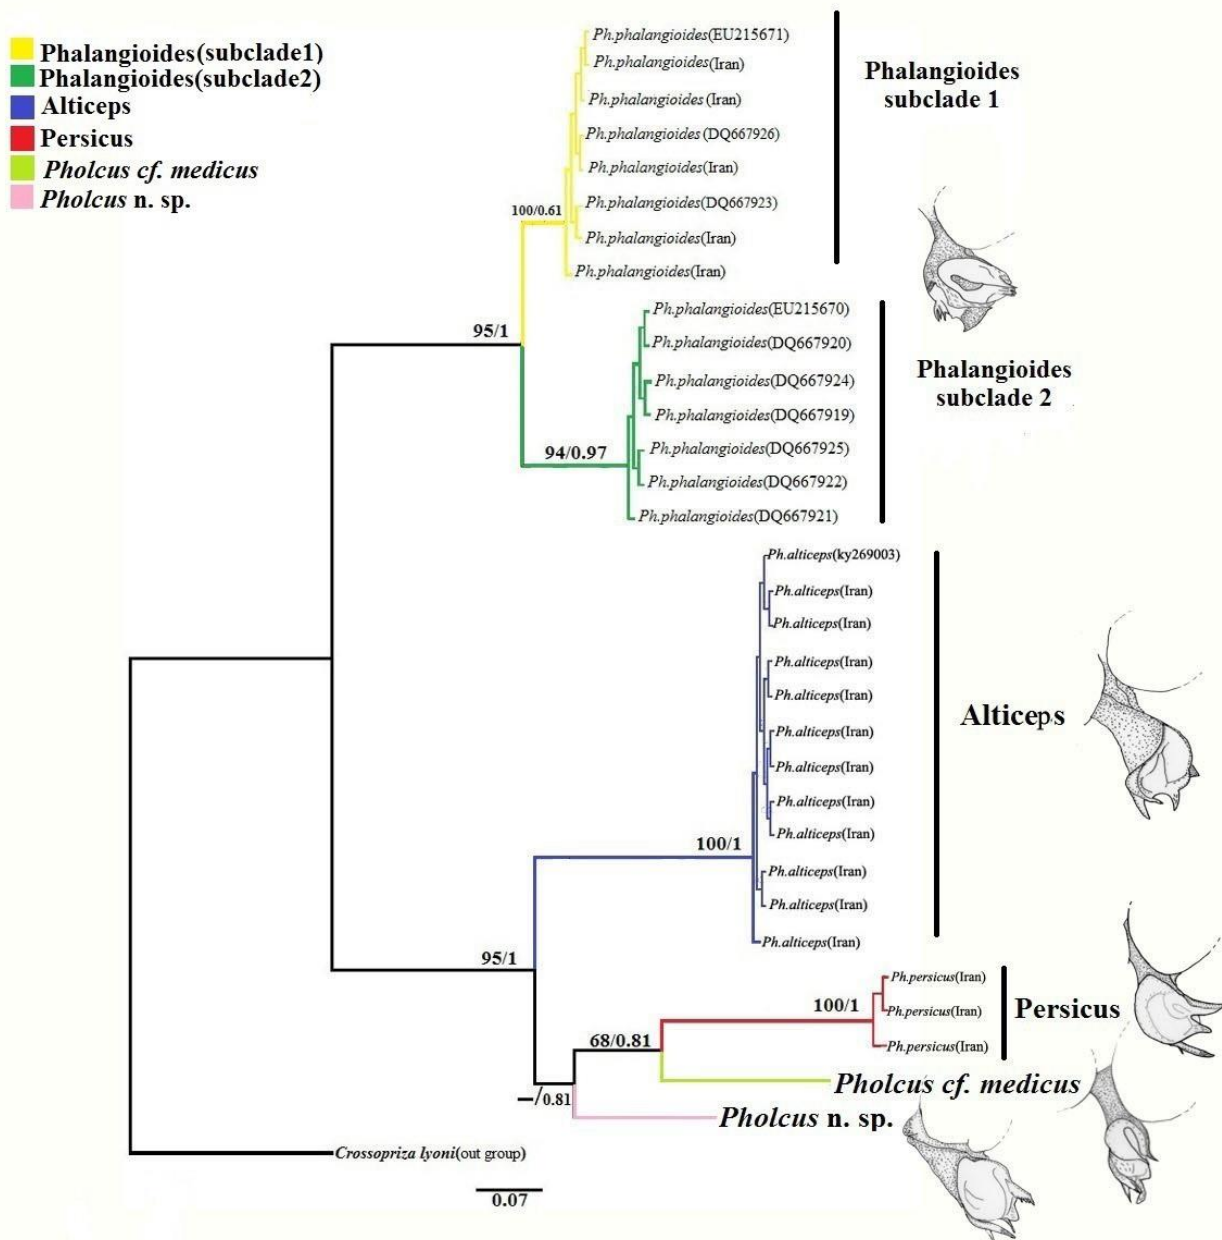 Phalangioides(subclade1)
Phalangioides(subclade2)
Alticeps
Persicus
Pholcus cf. medicus
Pholcus n. sp.
Ph.phalangioides(EU215671)
Ph.phalangioides(Iran)
Ph.phalangioides(Iran)
Ph.phalangioides(DQ667926)
Ph.phalangioides(Iran)
Ph.phalangioides(DQ667923)
Ph.phalangioides(Iran)
Ph.phalangioides(Iran)
100/0.61
Phalangioides
subclade 1
95/1
Ph.phalangioides(EU215670)
Ph.phalangioides(DQ667920)
Ph.phalangioides(DQ667924)
Ph.phalangioides(DQ667919)
Ph.phalangioides(DQ667925)
Ph.phalangioides(DQ667922)
Ph.phalangioides(DQ667921)
94/0.97
Phalangioides
subclade 2
Ph.alticeps(ky269003)
Ph.alticeps(Iran)
Ph.alticeps(Iran)
Ph.alticeps(Iran)
Ph.alticeps(Iran)
Ph.alticeps(Iran)
Ph.alticeps(Iran)
Ph.alticeps(Iran)
Ph.alticeps(Iran)
Ph.alticeps(Iran)
Ph.alticeps(Iran)
Ph.alticeps(Iran)
100/1
Alticeps
95/1
Ph.persicus(Iran)
Ph.persicus(Iran)
Ph.persicus(Iran)
100/1
Persicus
68/0.81
Pholcus cf. medicus
–/0.81
Pholcus n. sp.
Crossopriza lyoni(out group)
0.07